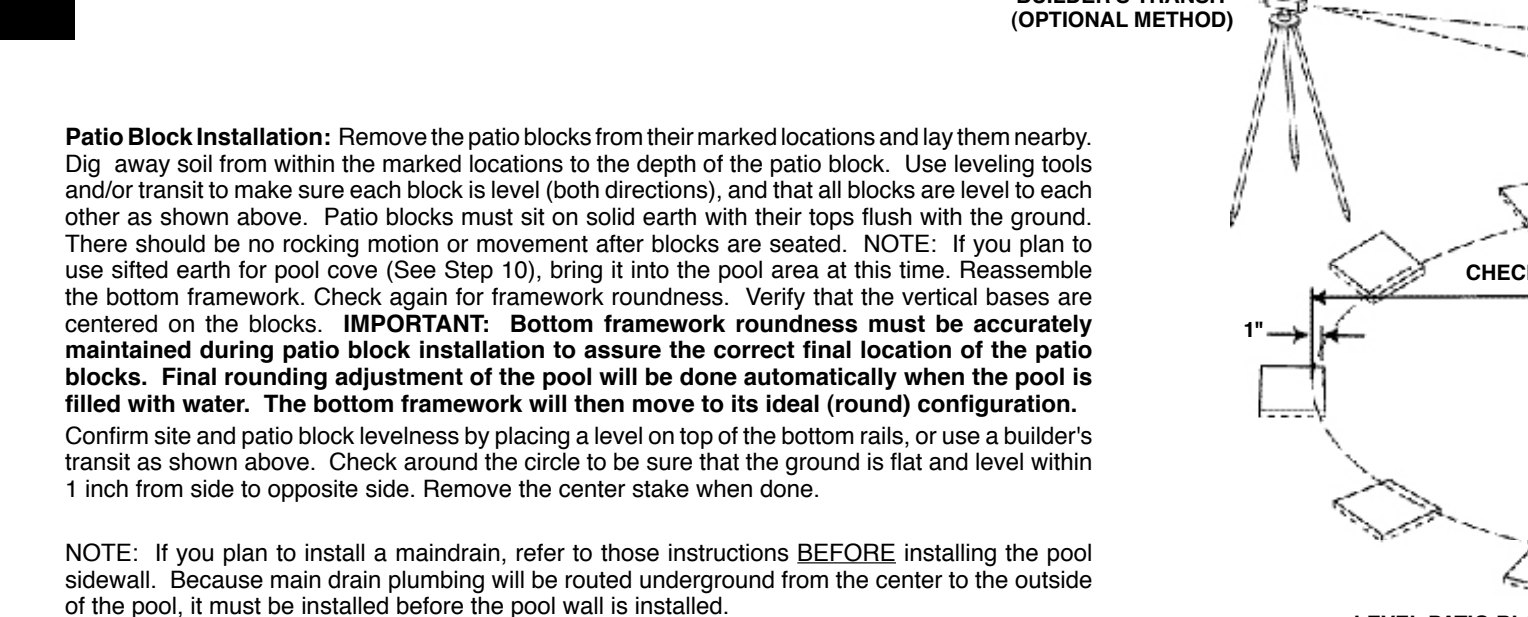 (OPTIONAL METHOD)
Patio Block Installation: Remove the patio blocks from their marked locations and lay them nearby.
Dig away soil from within the marked locations to the depth of the patio block. Use leveling tools
and/or transit to make sure each block is level (both directions), and that all blocks are level to each
other as shown above. Patio blocks must sit on solid earth with their tops flush with the ground.
There should be no rocking motion or movement after blocks are seated. NOTE: If you plan to
use sifted earth for pool cove (See Step 10), bring it into the pool area at this time. Reassemble
the bottom framework. Check again for framework roundness. Verify that the vertical bases are
centered on the blocks. IMPORTANT: Bottom framework roundness must be accurately
maintained during patio block installation to assure the correct final location of the patio
blocks. Final rounding adjustment of the pool will be done automatically when the pool is
filled with water. The bottom framework will then move to its ideal (round) configuration.
Confirm site and patio block levelness by placing a level on top of the bottom rails, or use a builder's
transit as shown above. Check around the circle to be sure that the ground is flat and level within
1 inch from side to opposite side. Remove the center stake when done.
NOTE: If you plan to install a maindrain, refer to those instructions BEFORE installing the pool
sidewall. Because main drain plumbing will be routed underground from the center to the outside
of the pool, it must be installed before the pool wall is installed.
1"